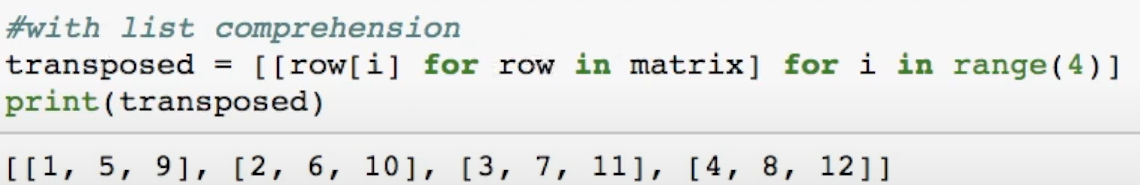 #with list comprehension
transposed = [[row[i] for row in matrix] for i in range(4)]
print(transposed)
[[1, 5, 9], [2, 6, 10], [3, 7, 11], [4, 8, 12]]